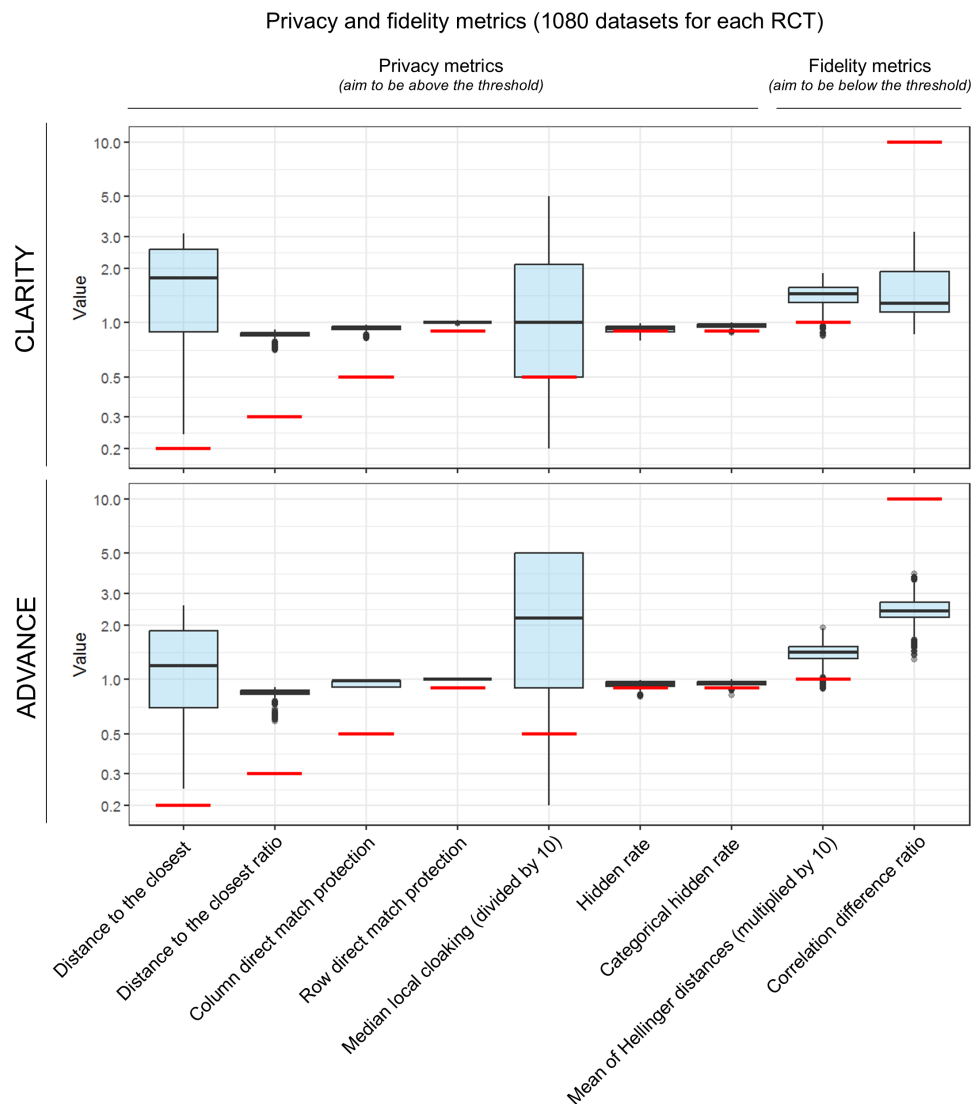 Privacy and fidelity metrics (1080 datasets for each RCT)
Privacy metrics
(aim to be above the threshold)
Fidelity metrics
(aim to be below the threshold)
CLARITY
Value
10.0
5.0
3.0
2.0
1.0
0.5
0.3
0.2
ADVANCE
Value
10.0
5.0
3.0
2.0
1.0
0.5
0.3
0.2
Distance to the closest
Distance to the closest ratio
Column direct match protection
Row direct match protection
Median local cloaking (divided by 10)
Hidden rate
Categorical hidden rate
Mean of Hellinger distances (multiplied by 10)
Correlation difference ratio